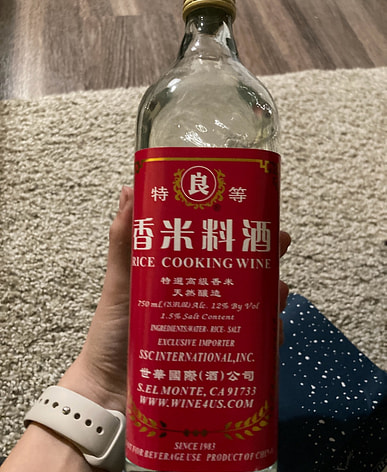 良
特 等
香米料酒
RICE COOKING WINE
特選高級香米
天然釀造
750 mL (25.35 fl.oz) Alc. 12% By Vol
1.5% Salt Content
INGREDIENTS:WATER· RICE· SALT
EXCLUSIVE IMPORTER
SSC INTERNATIONAL, INC.
世華國際(酒)公司
S. EL MONTE, CA 91733
WWW.WINE4US.COM
SINCE 1983
FOR BEVERAGE USE PRODUCT OF